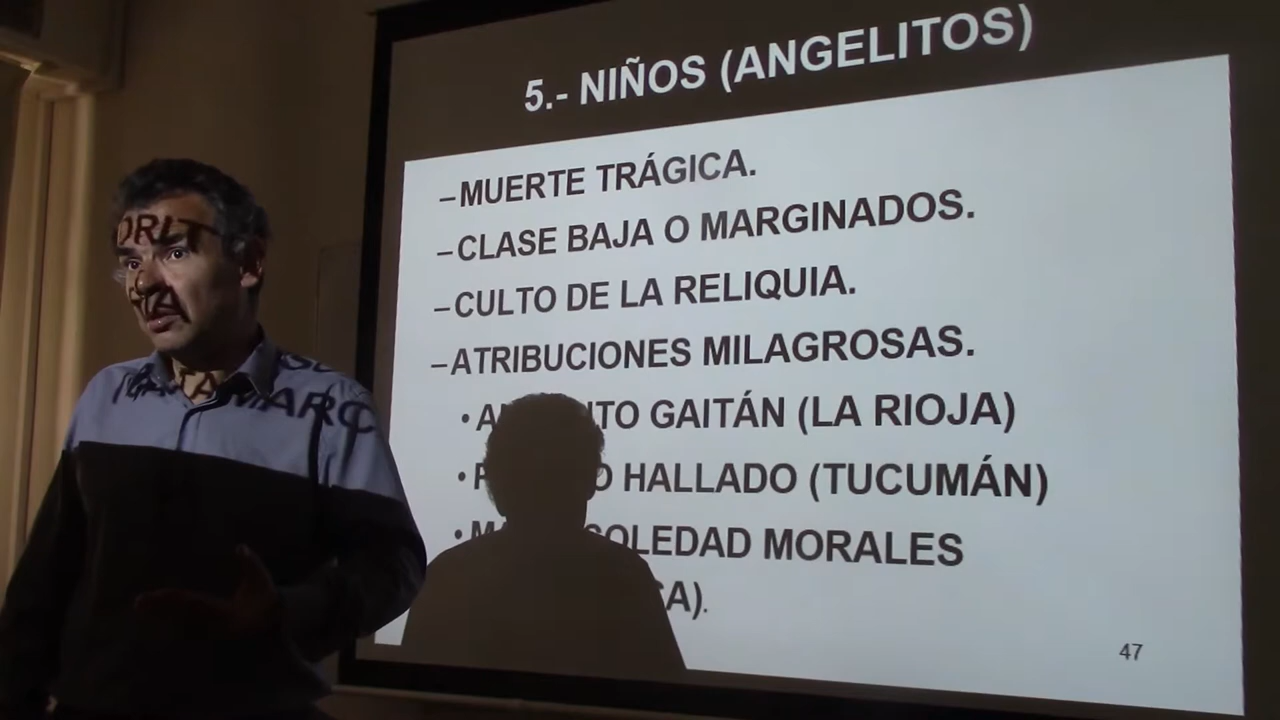 5.- NIÑOS (ANGELITOS)
– MUERTE TRÁGICA.
– CLASE BAJA O MARGINADOS.
– CULTO DE LA RELIQUIA.
– ATRIBUCIONES MILAGROSAS.
• GAITÁN (LA RIOJA)
• HALLADO (TUCUMÁN)
• SOLEDAD MORALES
47